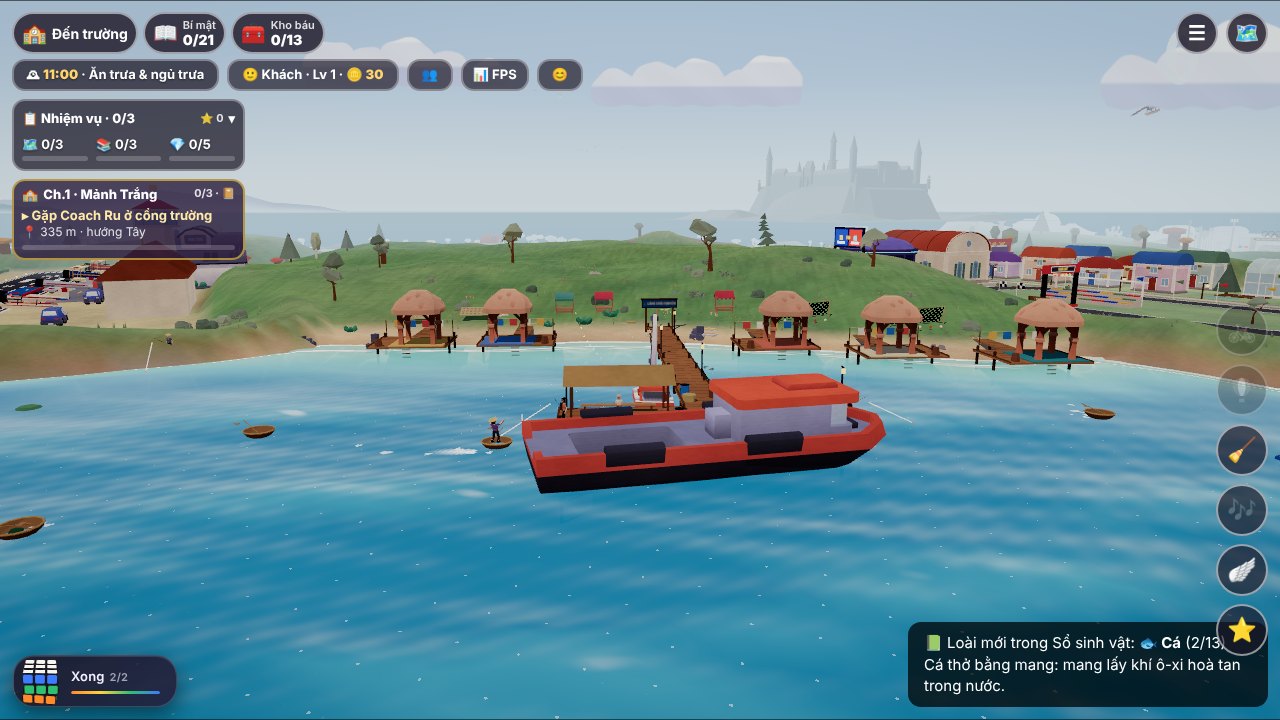 Đến trường
Bí mật
0/21
Kho báu
0/13
11:00 · Ăn trưa & ngủ trưa
Khách · Lv 1 · 30
FPS
Nhiệm vụ · 0/3
0 ▾
0/3
0/3
0/5
Ch.1 · Mảnh Trắng
0/3 ·
▸ Gặp Coach Ru ở cổng trường
335 m · hướng Tây
Loài mới trong Sổ sinh vật: Cá (2/13)
Cá thở bằng mang: mang lấy khí ô-xi hoà tan
trong nước.
Xong 2/2